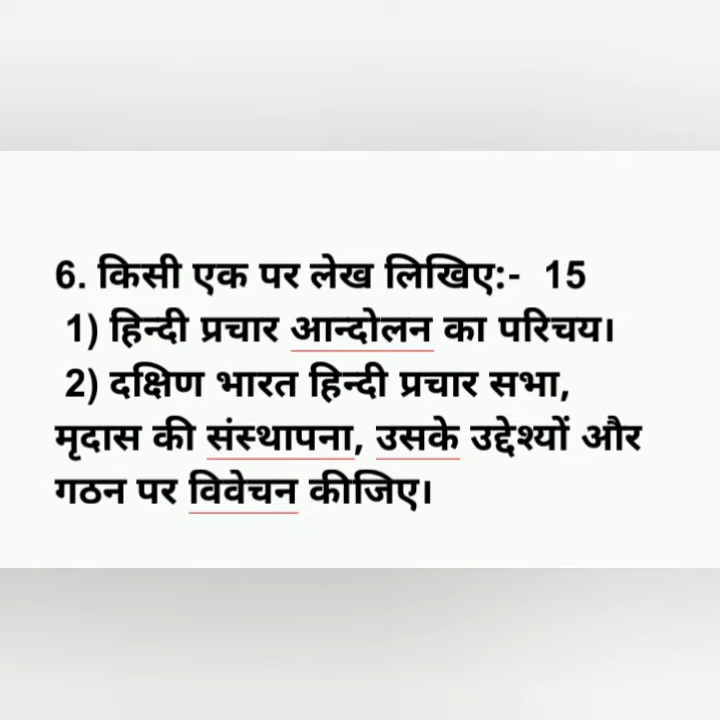 6. किसी एक पर लेख लिखिए:- 15
1) हिन्दी प्रचार आन्दोलन का परिचय।
2) दक्षिण भारत हिन्दी प्रचार सभा,
मृदास की संस्थापना, उसके उद्देश्यों और
गठन पर विवेचन कीजिए।